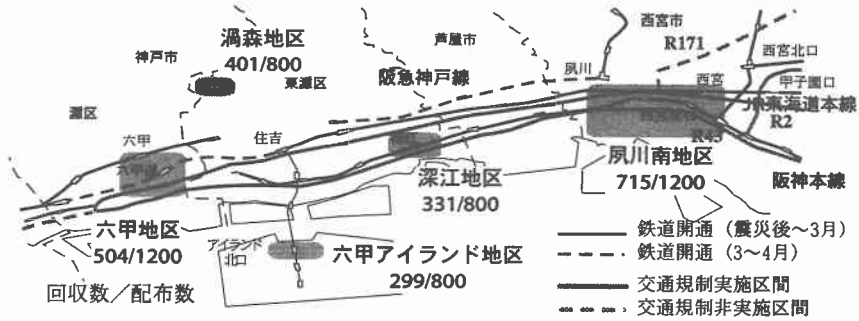 西宮市
渦森地区
401/800
神戸市
芦屋市
R171
西宮北口
東灘区
阪急神戸線
夙川
西宮
甲子園口
JR東海道本線
灘区
六甲
住吉
R2
R43
夙川南地区
715/1200
阪神本線
深江地区
331/800
六甲地区
504/1200
アイランド
北口
六甲アイランド地区
299/800
回収数／配布数
鉄道開通（震災後～3月）
鉄道開通（3～4月）
交通規制実施区間
交通規制非実施区間